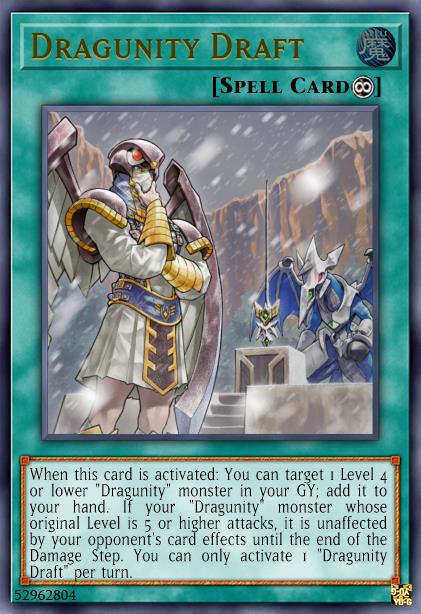 Dragunity Draft
魔
[Spell Card]
When this card is activated: You can target 1 Level 4
or lower "Dragunity" monster in your GY; add it to
your hand. If your "Dragunity" monster whose
original Level is 5 or higher attacks, it is unaffected
by your opponent's card effects until the end of the
Damage Step. You can only activate 1 "Dragunity
Draft" per turn.
52962804